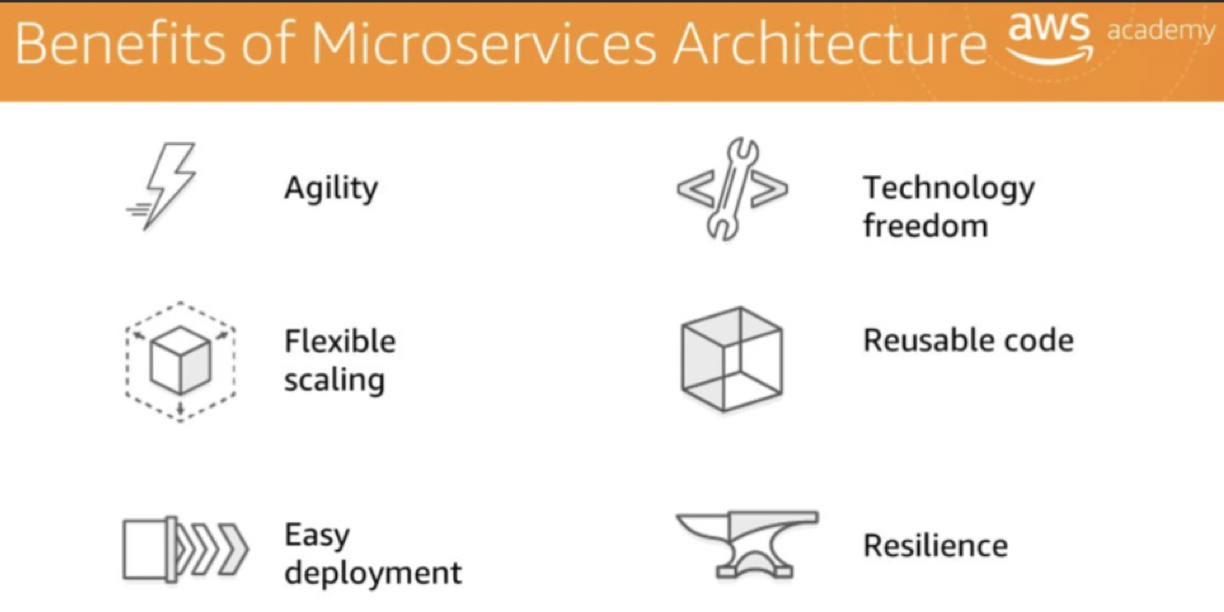 Benefits of Microservices Architecture
aws academy
Agility
Technology
freedom
Flexible
scaling
Reusable code
Easy
deployment
Resilience